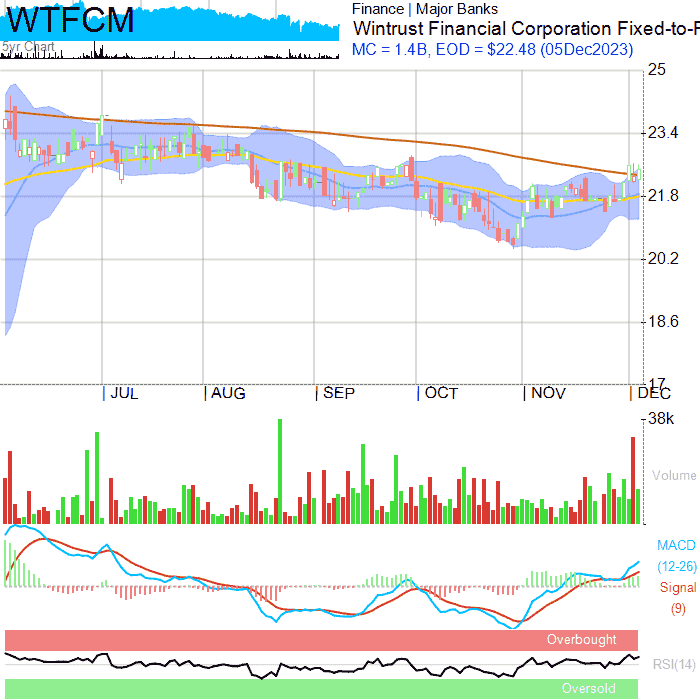 WTFCM
5yr Chart
Finance | Major Banks
Wintrust Financial Corporation Fixed-to-F
MC = 1.4B, EOD = $22.48 (05Dec2023)
25
23.4
21.8
20.2
18.6
17
JUL
AUG
SEP
OCT
NOV
DEC
38k
Volume
MACD
(12-26)
Signal
(9)
Overbought
RSI(14)
Oversold